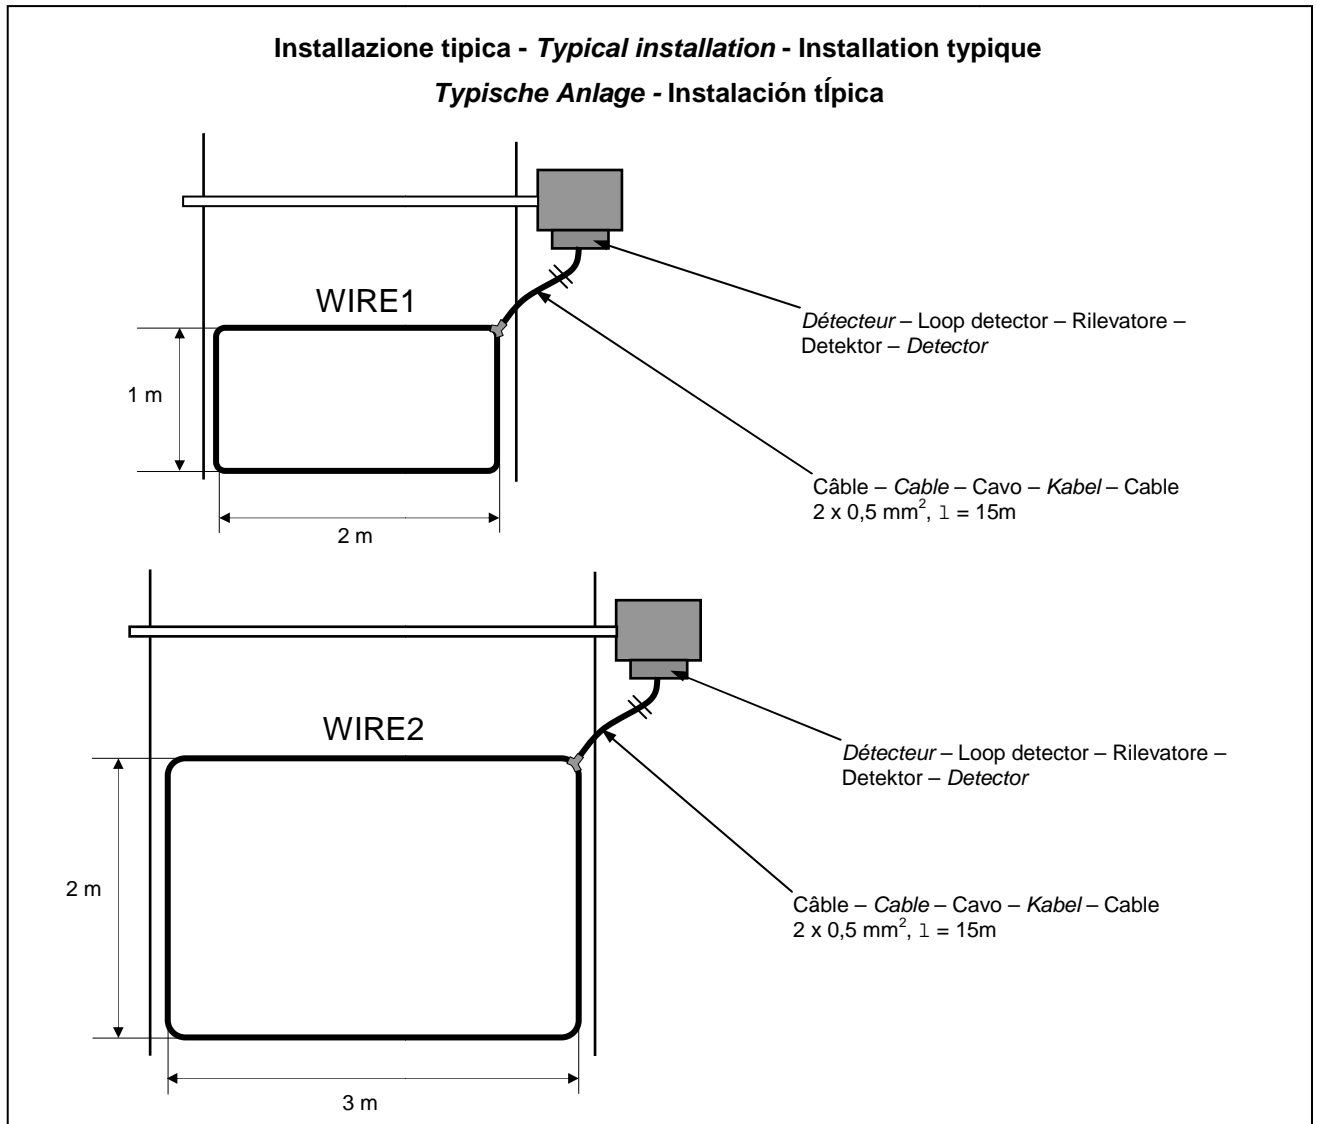 Installazione tipica - Typical installation - Installation typique
Typische Anlage - Instalación tÍpica
WIRE1
Détecteur – Loop detector – Rilevatore –
Detektor – Detector
1 m
Câble – Cable – Cavo – Kabel – Cable
2 x 0,5 mm², l = 15m
2 m
WIRE2
Détecteur – Loop detector – Rilevatore –
Detektor – Detector
2 m
Câble – Cable – Cavo – Kabel – Cable
2 x 0,5 mm², l = 15m
3 m